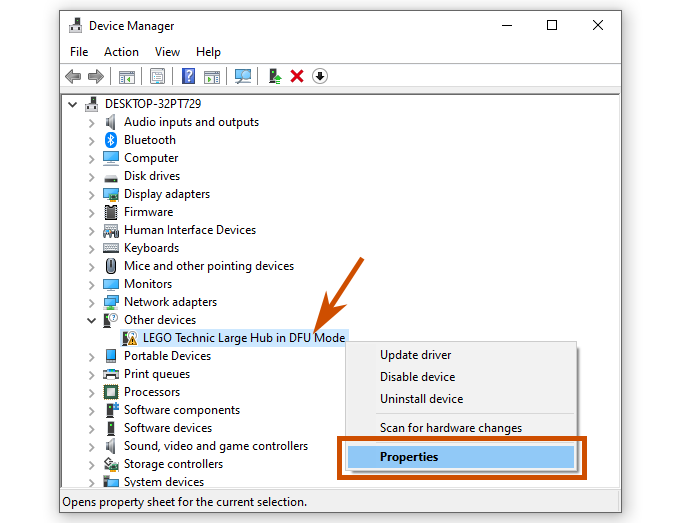 Device Manager
File Action View Help
DESKTOP-32PT729
Audio inputs and outputs
Bluetooth
Computer
Disk drives
Display adapters
Firmware
Human Interface Devices
Keyboards
Mice and other pointing devices
Monitors
Network adapters
Other devices
LEGO Technic Large Hub in DFU Mode
Portable Devices
Print queues
Processors
Software components
Software devices
Sound, video and game controllers
Storage controllers
System devices
Update driver
Disable device
Uninstall device
Scan for hardware changes
Properties
Opens property sheet for the current selection.